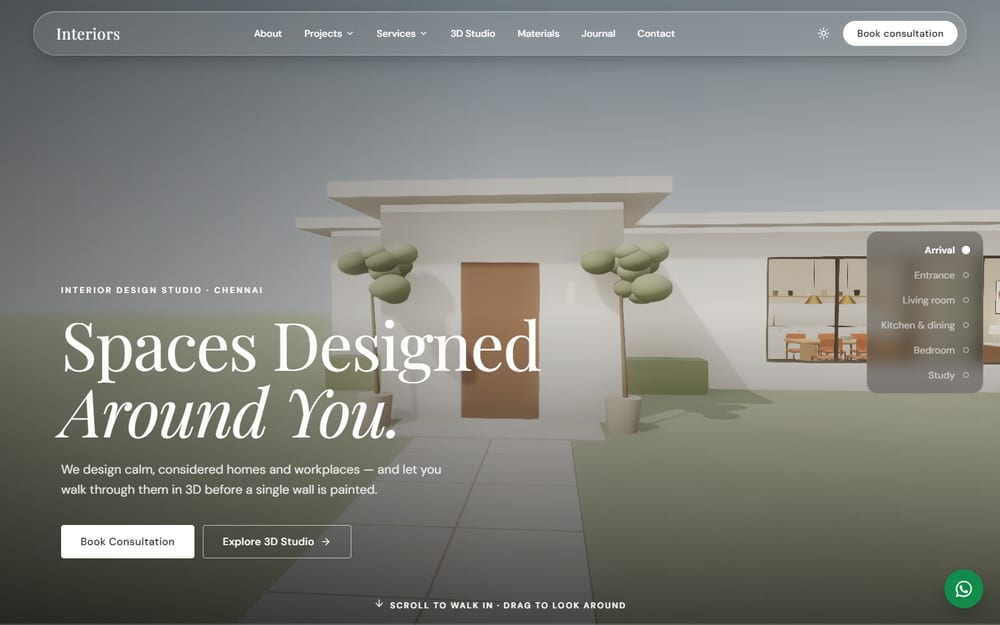 Interiors
About
Projects
Services
3D Studio
Materials
Journal
Contact
Book consultation
Arrival
Entrance
Living room
Kitchen & dining
Bedroom
Study
INTERIOR DESIGN STUDIO · CHENNAI
Spaces Designed
Around You.
We design calm, considered homes and workplaces — and let you
walk through them in 3D before a single wall is painted.
Book Consultation
Explore 3D Studio →
↓ SCROLL TO WALK IN · DRAG TO LOOK AROUND